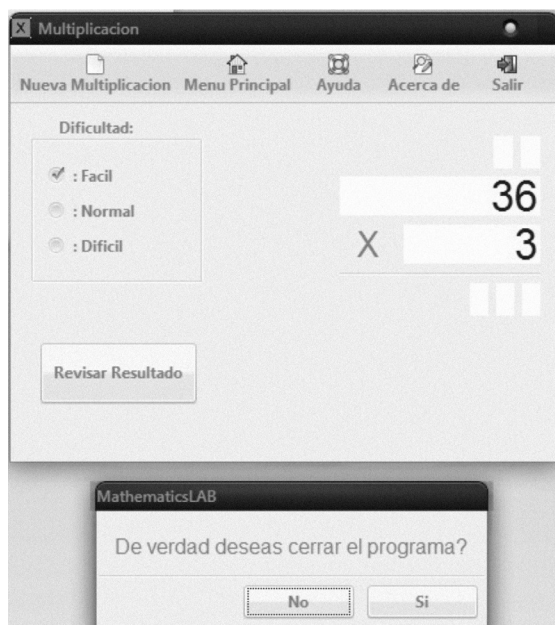 X Multiplicacion
Nueva Multiplicacion Menu Principal Ayuda Acerca de Salir
Dificultad:
: Facil
: Normal
: Dificil
36
X 3
Revisar Resultado
MathematicsLAB
De verdad deseas cerrar el programa?
No Si